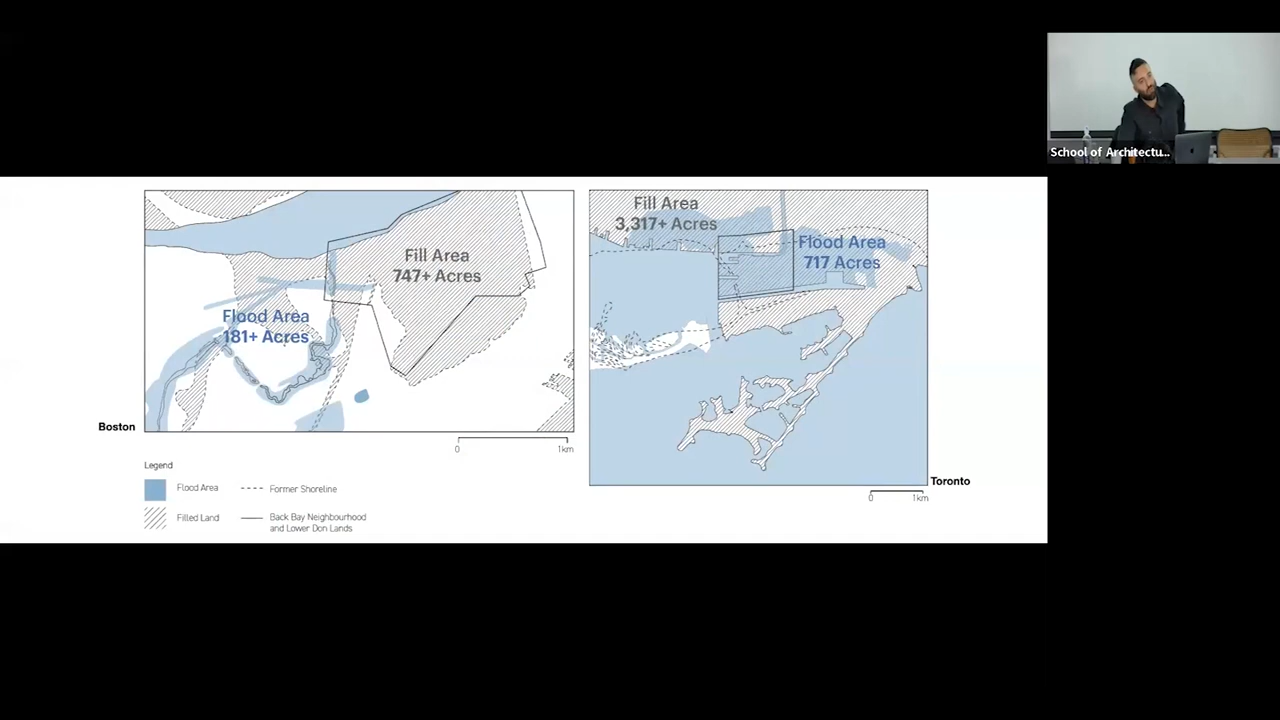 School of Architectu...
Fill Area
747+ Acres
Flood Area
181+ Acres
Boston
0
1km
Fill Area
3,317+ Acres
Flood Area
717 Acres
Toronto
0
1km
Legend
Flood Area
Former Shoreline
Filled Land
Back Bay Neighbourhood
and Lower Don Lands